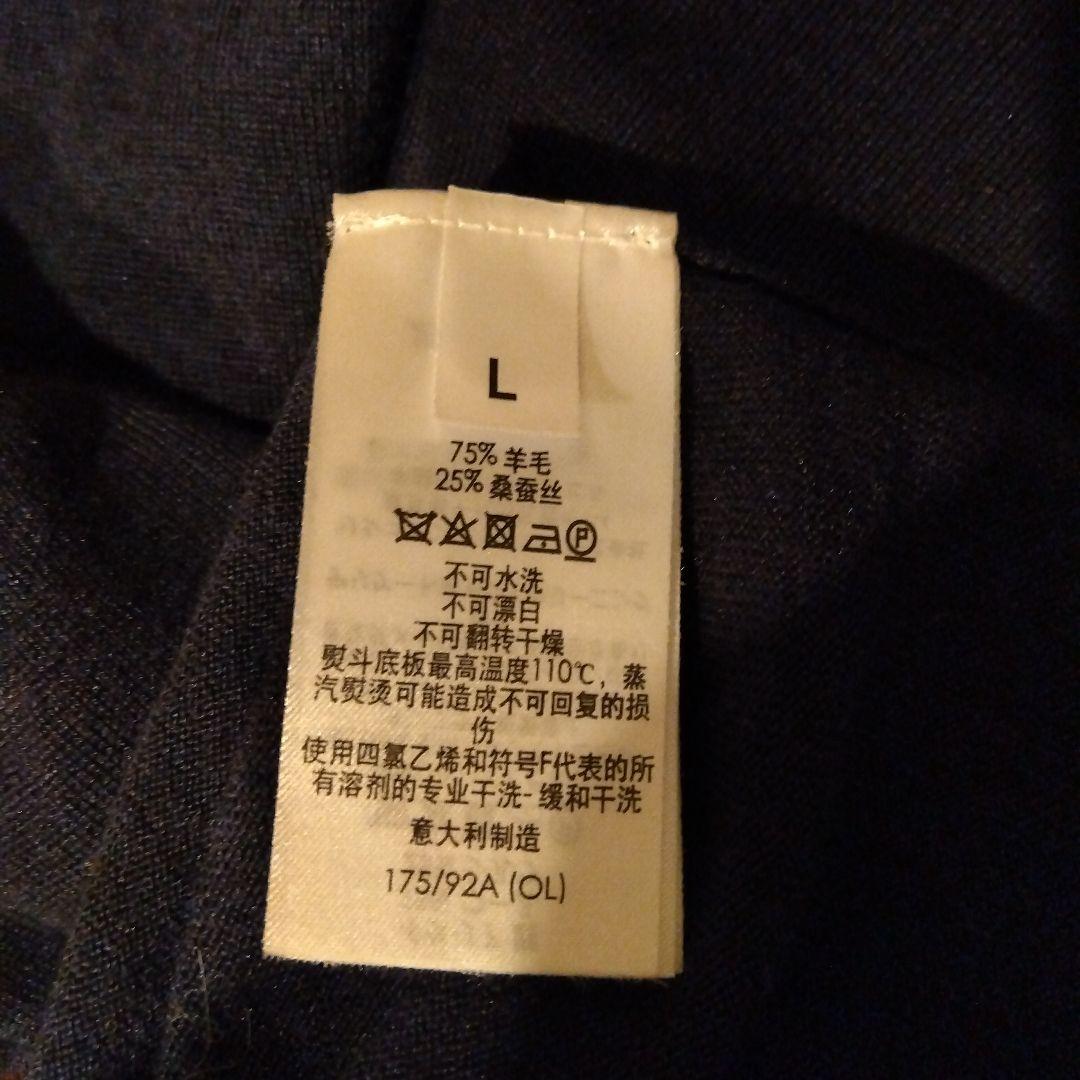 L
75% 羊毛
25% 桑蚕丝
P
不可水洗
不可漂白
不可翻转干燥
熨斗底板最高温度110℃，蒸
汽熨烫可能造成不可回复的损
伤
使用四氯乙烯和符号F代表的所
有溶剂的专业干洗-缓和干洗
意大利制造
175/92A (OL)